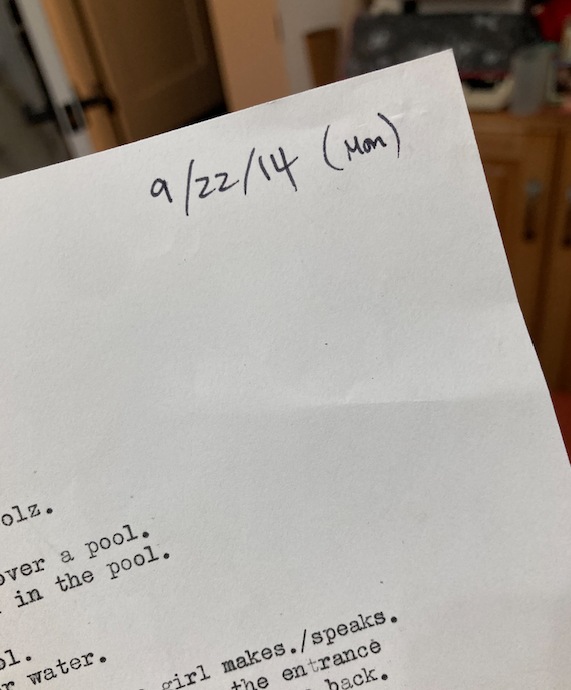 9/22/14 (Mon)
olz.
over a pool.
in the pool.
ol.
r water.
girl makes./speaks.
the entrance
back.